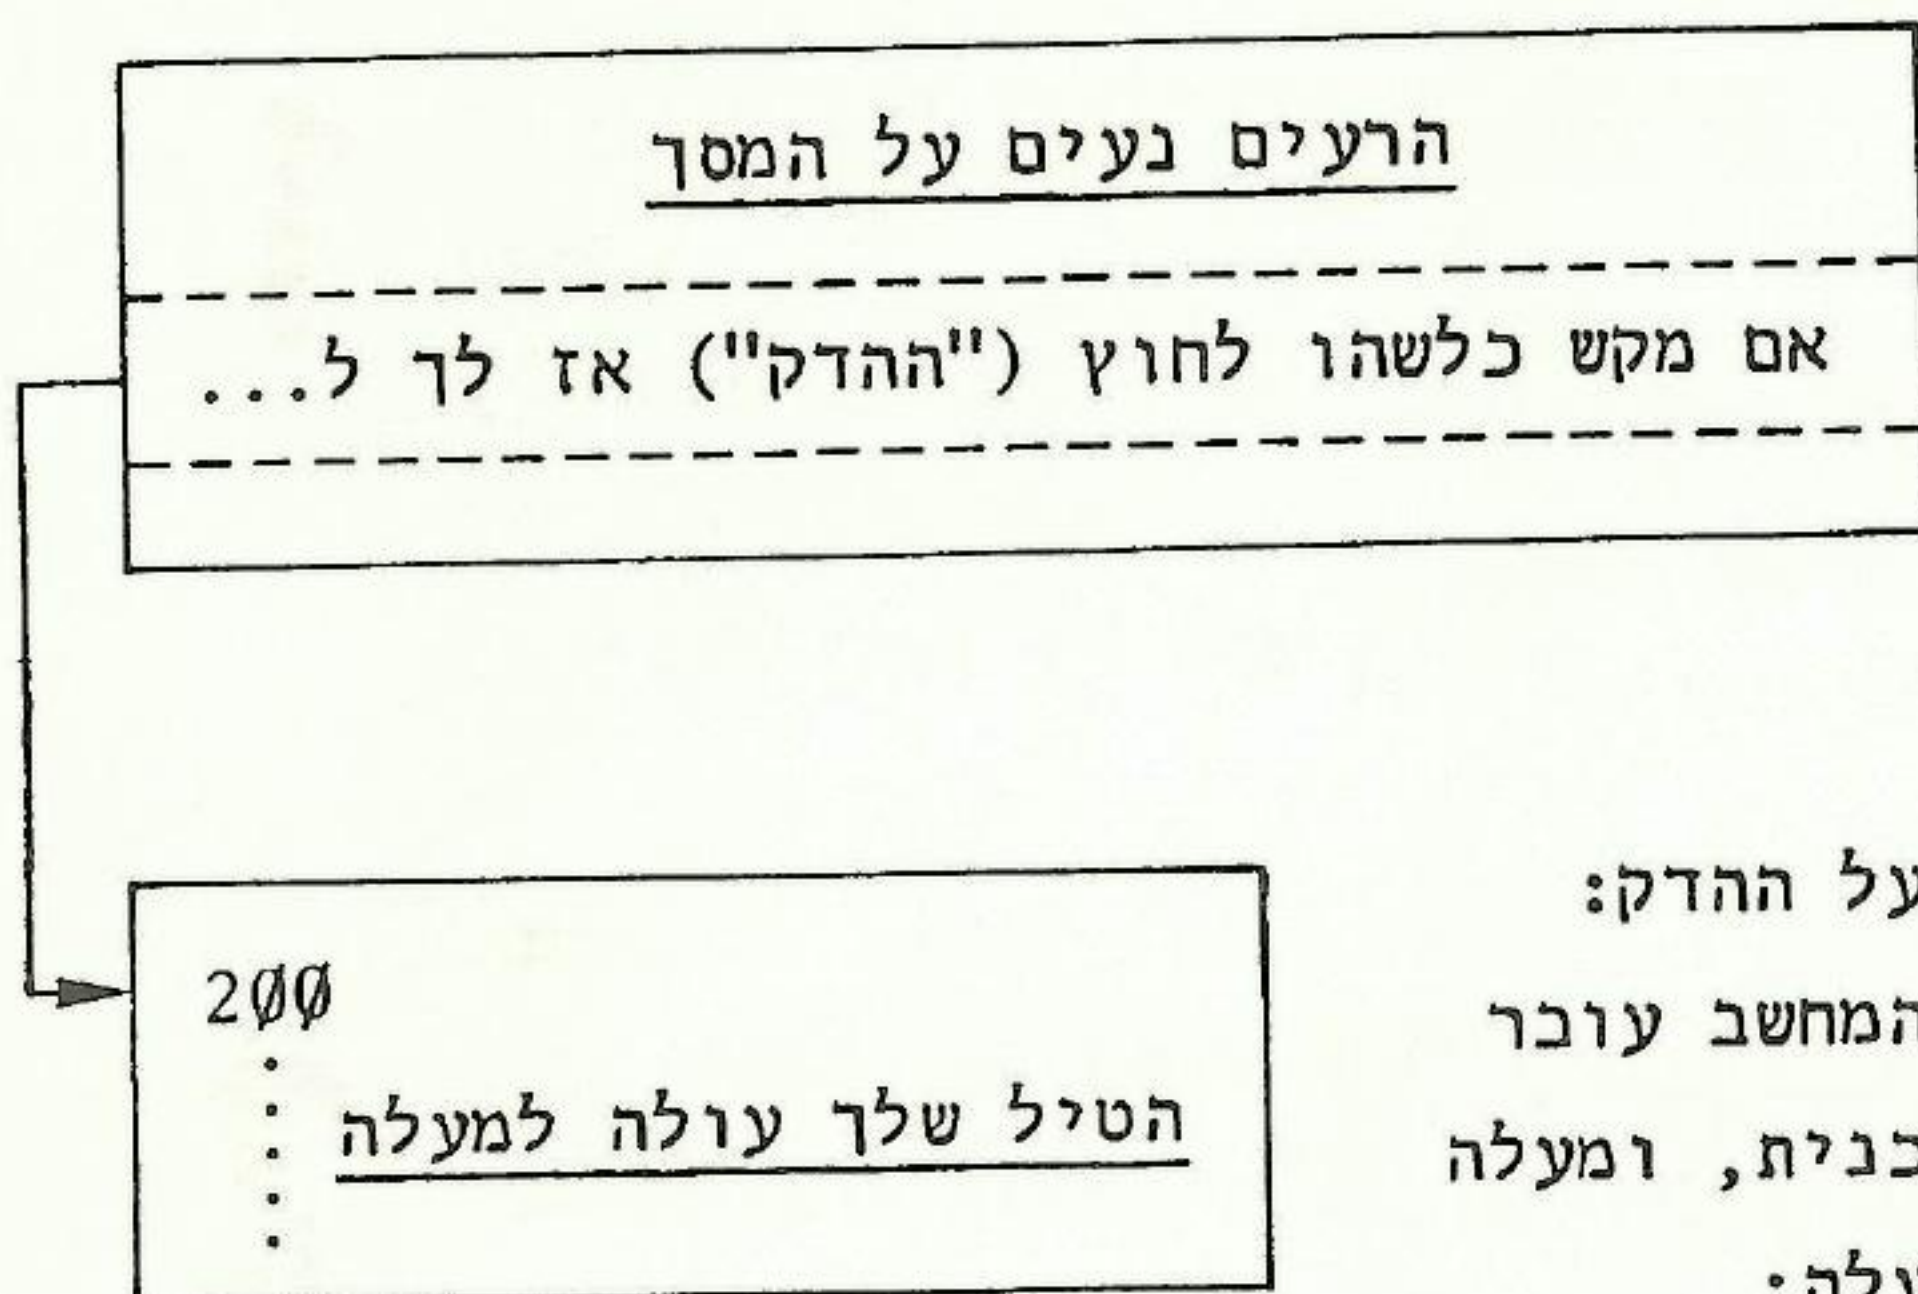 הרעים נעים על המסך
אם מקש כלשהו לחוץ ("ההדק") אז לך ל...
על ההדק:
200
המחשב עובר
הטיל שלך עולה למעלה
כנית, ומעלה